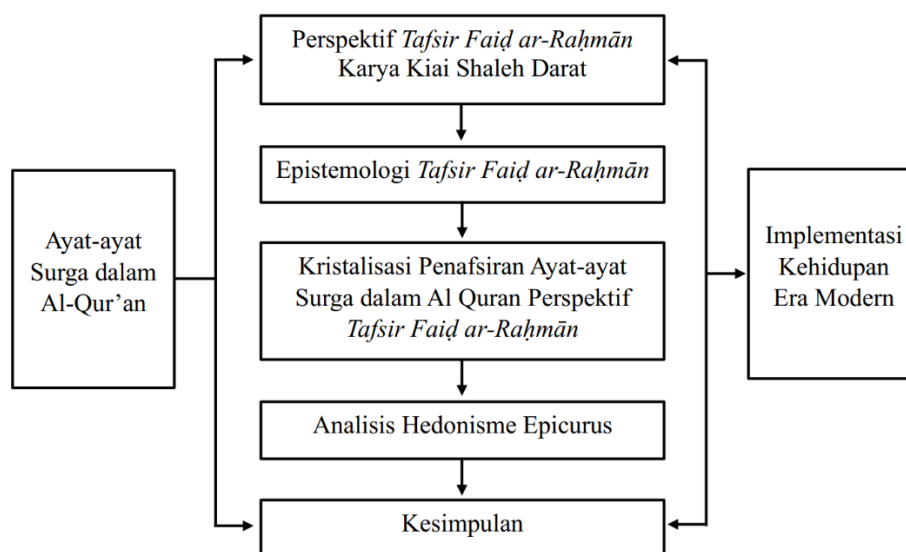 Perspektif Tafsir Faiḍ ar-Raḥmān
Karya Kiai Shaleh Darat
Epistemologi Tafsir Faiḍ ar-Raḥmān
Ayat-ayat
Surga dalam
Al-Qur’an
Kristalisasi Penafsiran Ayat-ayat
Surga dalam Al Quran Perspektif
Tafsir Faiḍ ar-Raḥmān
Implementasi
Kehidupan
Era Modern
Analisis Hedonisme Epicurus
Kesimpulan